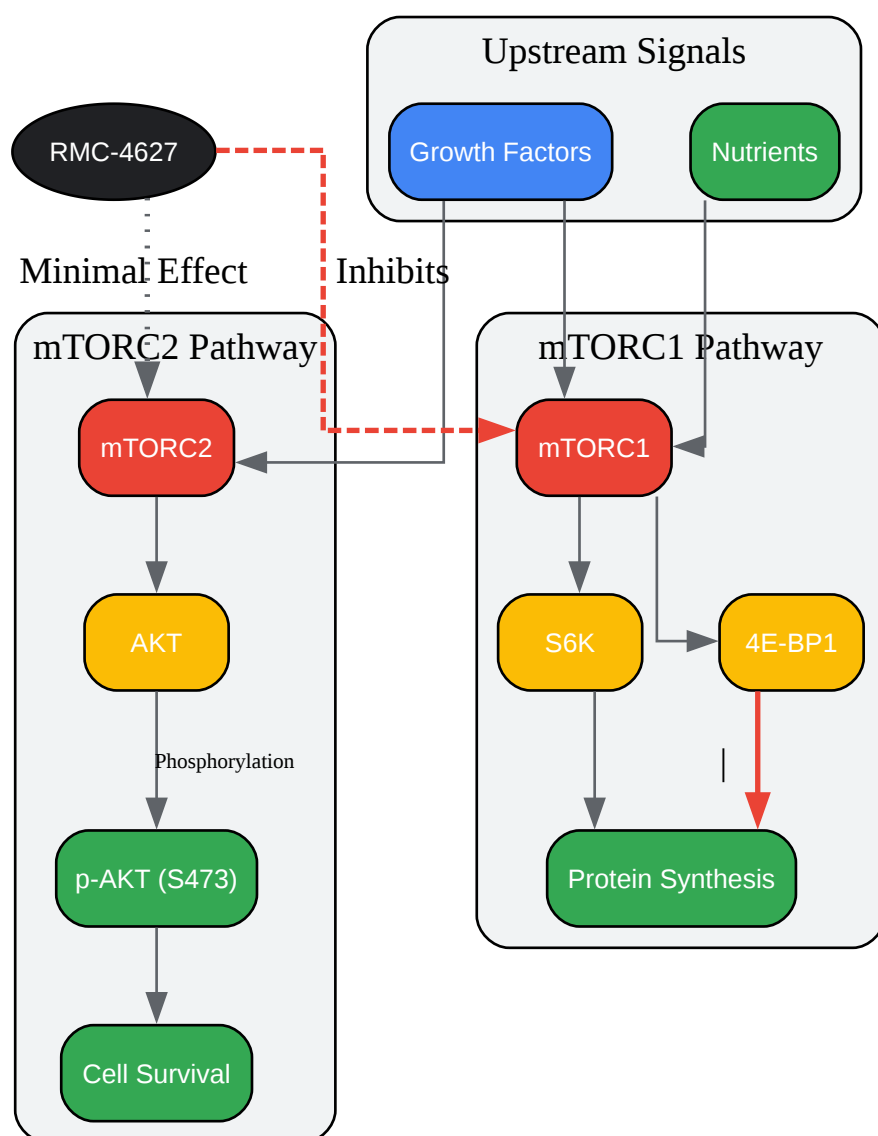 Upstream Signals
RMC-4627
Growth Factors
Nutrients
Minimal Effect
Inhibits
mTORC2 Pathway
mTORC1 Pathway
mTORC2
mTORC1
AKT
S6K
4E-BP1
Phosphorylation
|
p-AKT (S473)
Protein Synthesis
Cell Survival